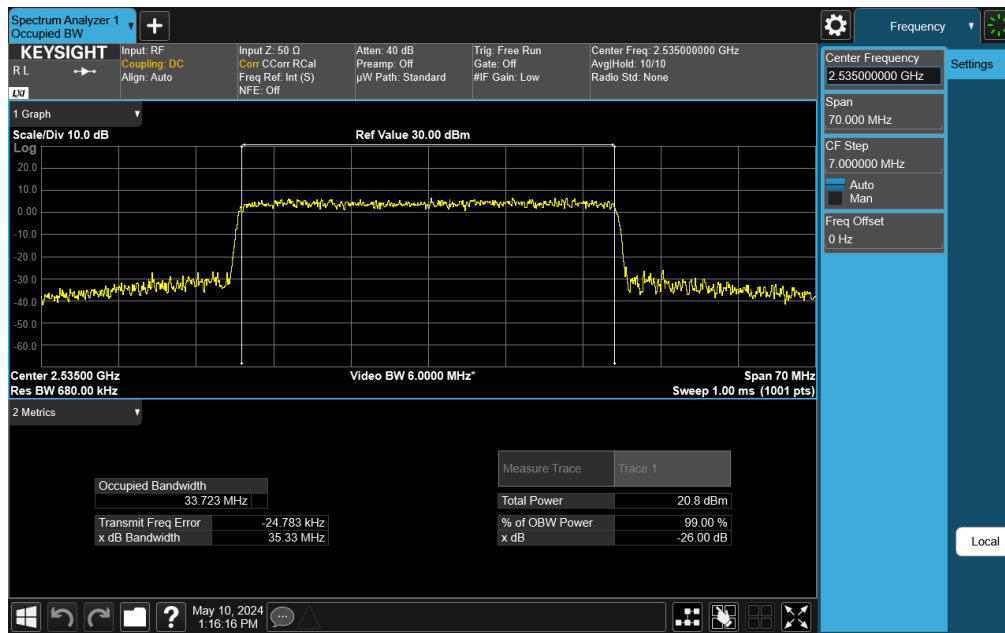 Spectrum Analyzer 1
Occupied BW
Frequency
KEYSIGHT
R L
LXI
Input: RF
Coupling: DC
Align: Auto
Input Z: 50 Ω
Corr CCorr RCal
Freq Ref: Int (S)
NFE: Off
Atten: 40 dB
Preamp: Off
µW Path: Standard
Trig: Free Run
Gate: Off
#IF Gain: Low
Center Freq: 2.535000000 GHz
Avg|Hold: 10/10
Radio Std: None
Center Frequency
2.535000000 GHz
Settings
Span
70.000 MHz
CF Step
7.000000 MHz
Auto
Man
Freq Offset
0 Hz
Local
1 Graph
Scale/Div 10.0 dB
Ref Value 30.00 dBm
Log
20.0
10.0
0.00
-10.0
-20.0
-30.0
-40.0
-50.0
-60.0
Center 2.53500 GHz
Video BW 6.0000 MHz*
Span 70 MHz
Res BW 680.00 kHz
Sweep 1.00 ms (1001 pts)
2 Metrics
Measure Trace
Trace 1
Occupied Bandwidth
33.723 MHz
Total Power
20.8 dBm
Transmit Freq Error
-24.783 kHz
% of OBW Power
99.00 %
x dB Bandwidth
35.33 MHz
x dB
-26.00 dB
?
May 10, 2024
1:16:16 PM